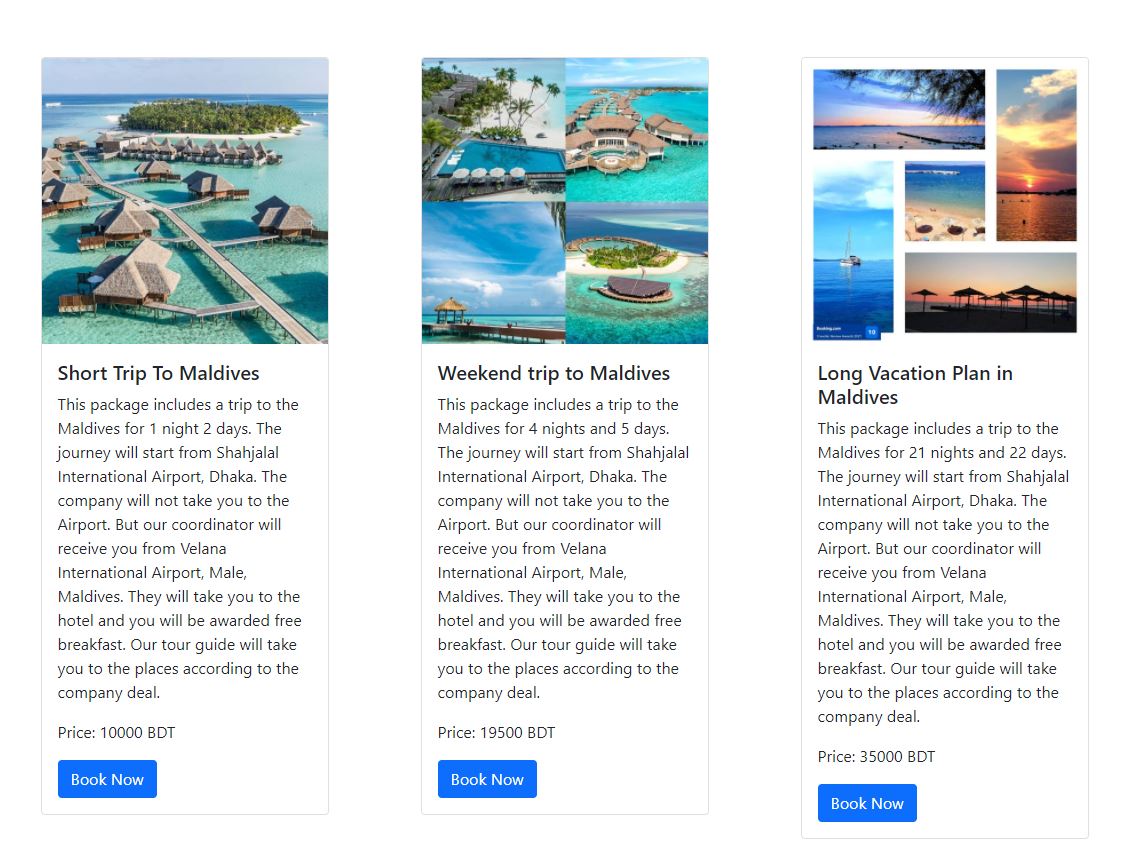 Booking.com
10
Short Trip To Maldives
This package includes a trip to the
Maldives for 1 night 2 days. The
journey will start from Shahjalal
International Airport, Dhaka. The
company will not take you to the
Airport. But our coordinator will
receive you from Velana
International Airport, Male,
Maldives. They will take you to the
hotel and you will be awarded free
breakfast. Our tour guide will take
you to the places according to the
company deal.
Price: 10000 BDT
Book Now
Weekend trip to Maldives
This package includes a trip to the
Maldives for 4 nights and 5 days.
The journey will start from Shahjalal
International Airport, Dhaka. The
company will not take you to the
Airport. But our coordinator will
receive you from Velana
International Airport, Male,
Maldives. They will take you to the
hotel and you will be awarded free
breakfast. Our tour guide will take
you to the places according to the
company deal.
Price: 19500 BDT
Book Now
Long Vacation Plan in
Maldives
This package includes a trip to the
Maldives for 21 nights and 22 days.
The journey will start from Shahjalal
International Airport, Dhaka. The
company will not take you to the
Airport. But our coordinator will
receive you from Velana
International Airport, Male,
Maldives. They will take you to the
hotel and you will be awarded free
breakfast. Our tour guide will take
you to the places according to the
company deal.
Price: 35000 BDT
Book Now